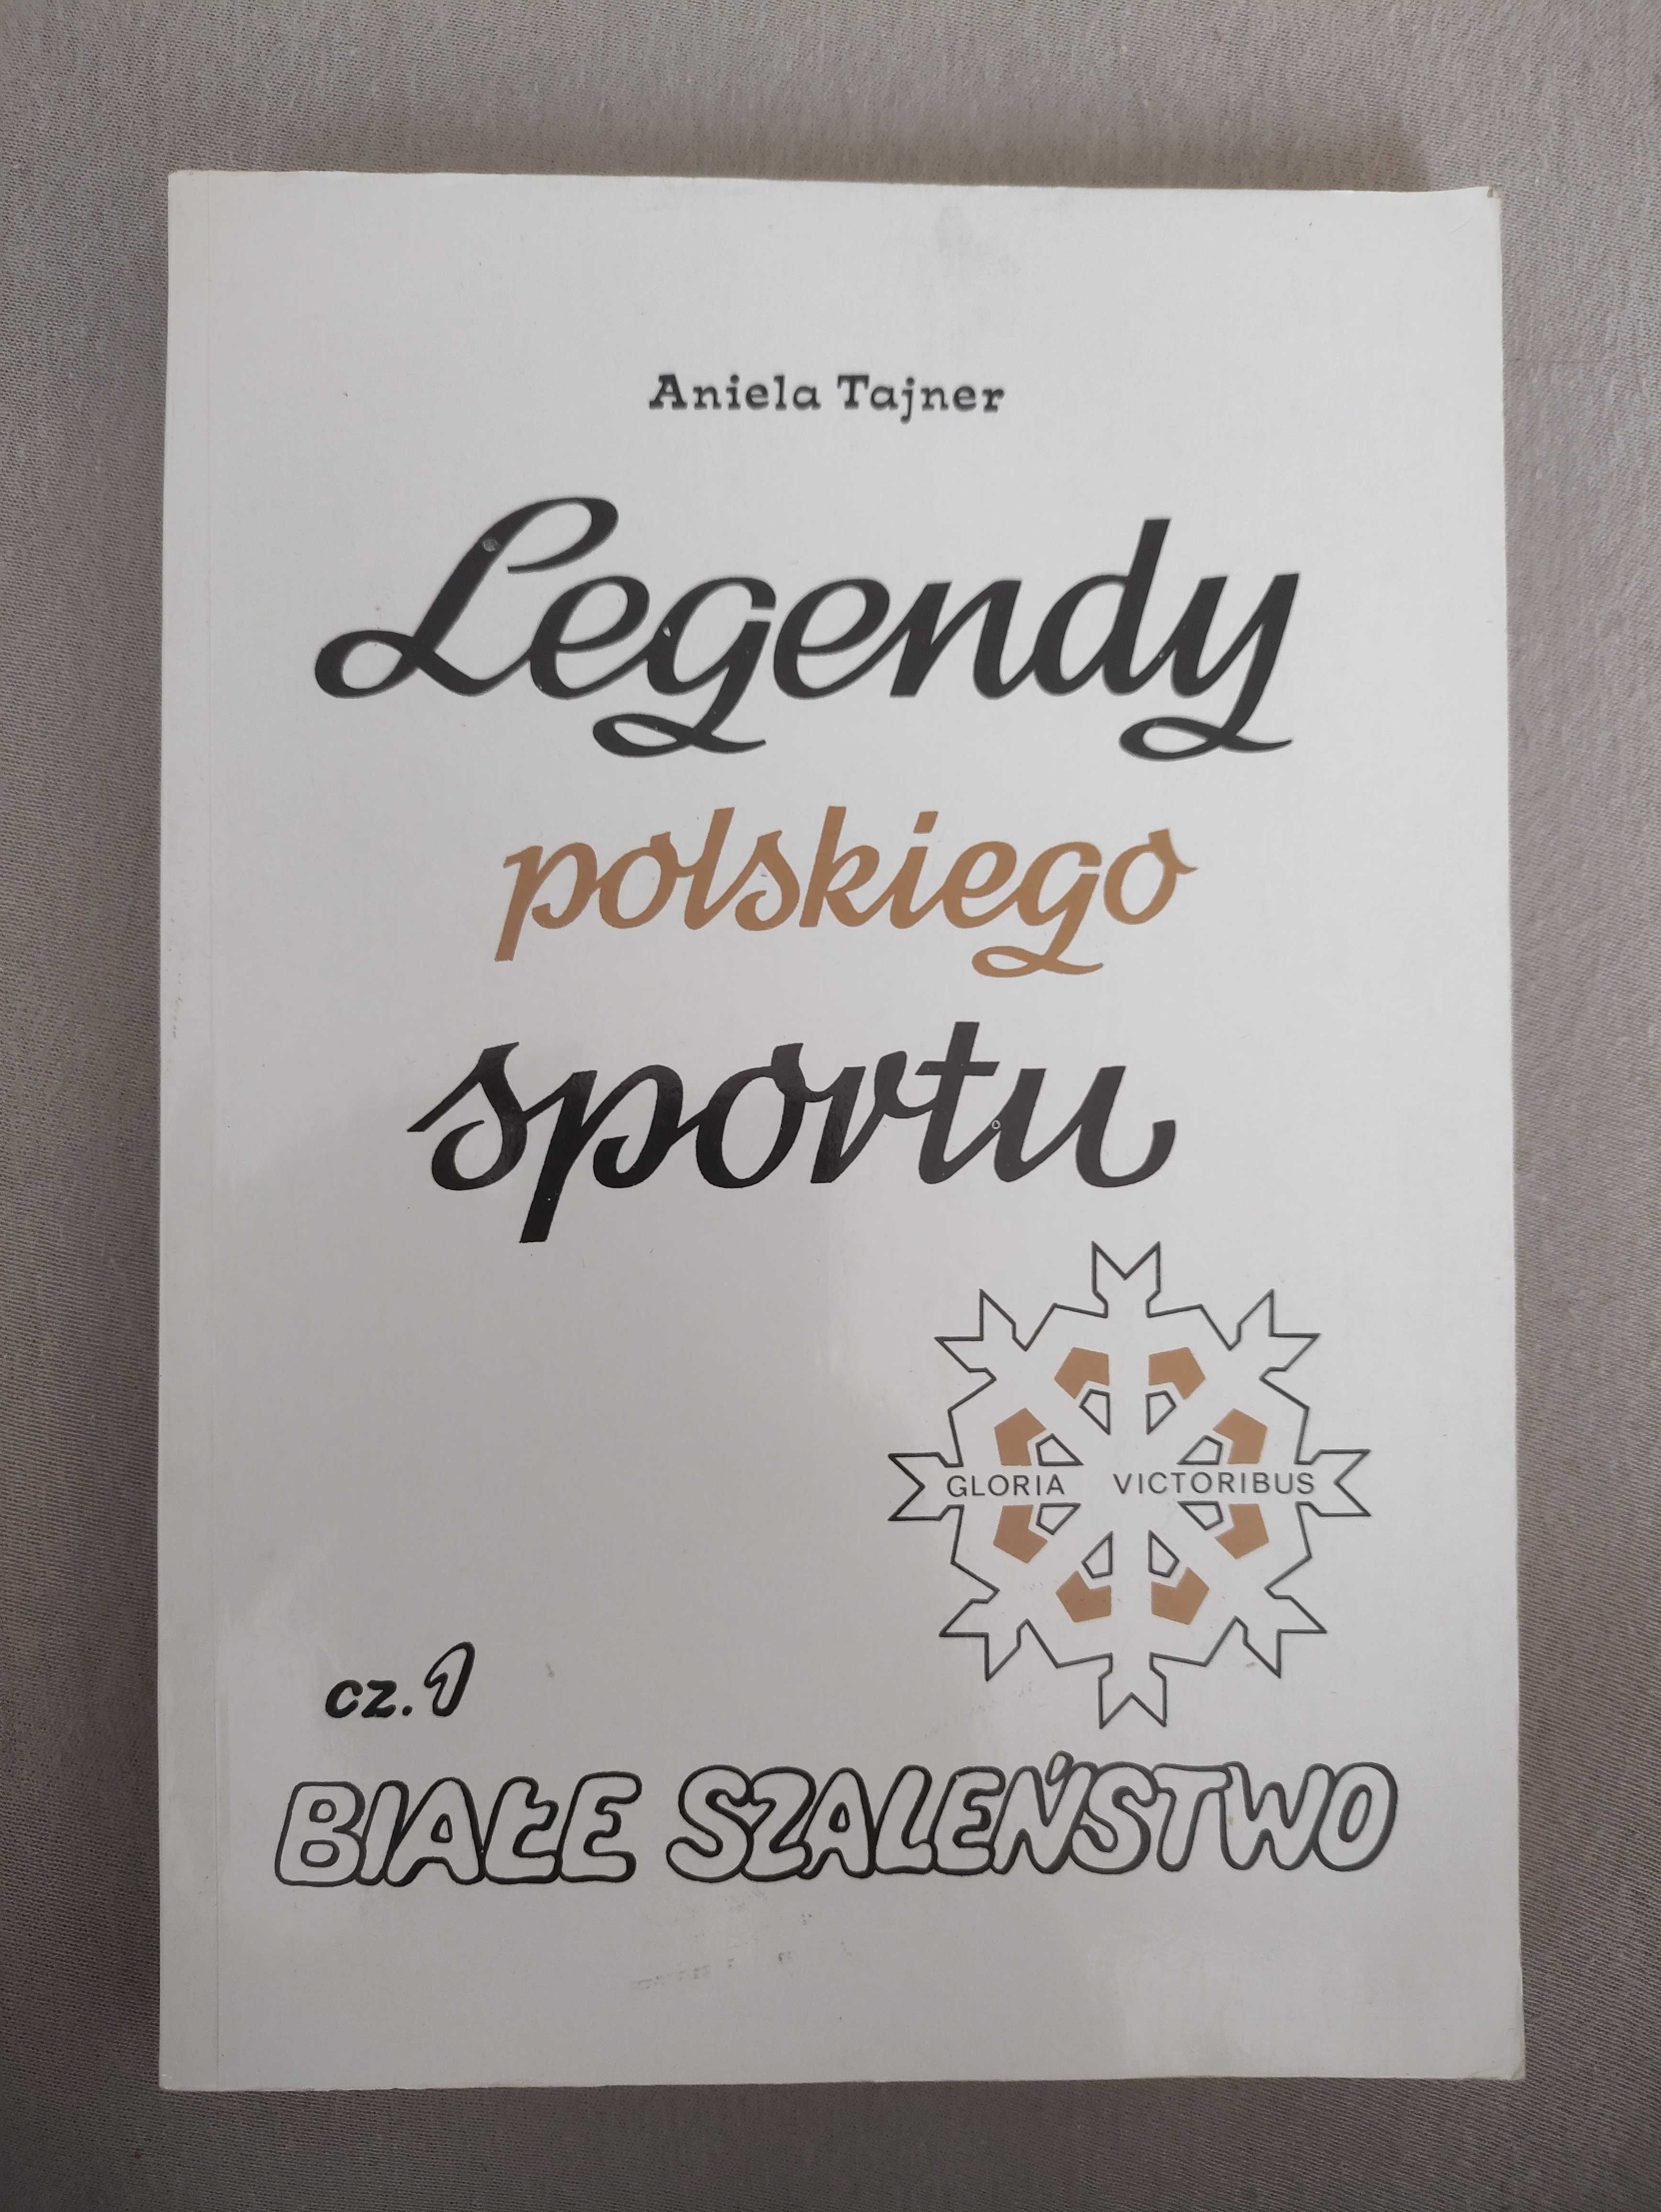 Aniela Tajner
Legendy
polskiego
sportu
GLORIA VICTORIBUS
cz. 1
BIAŁE SZALEŃSTWO